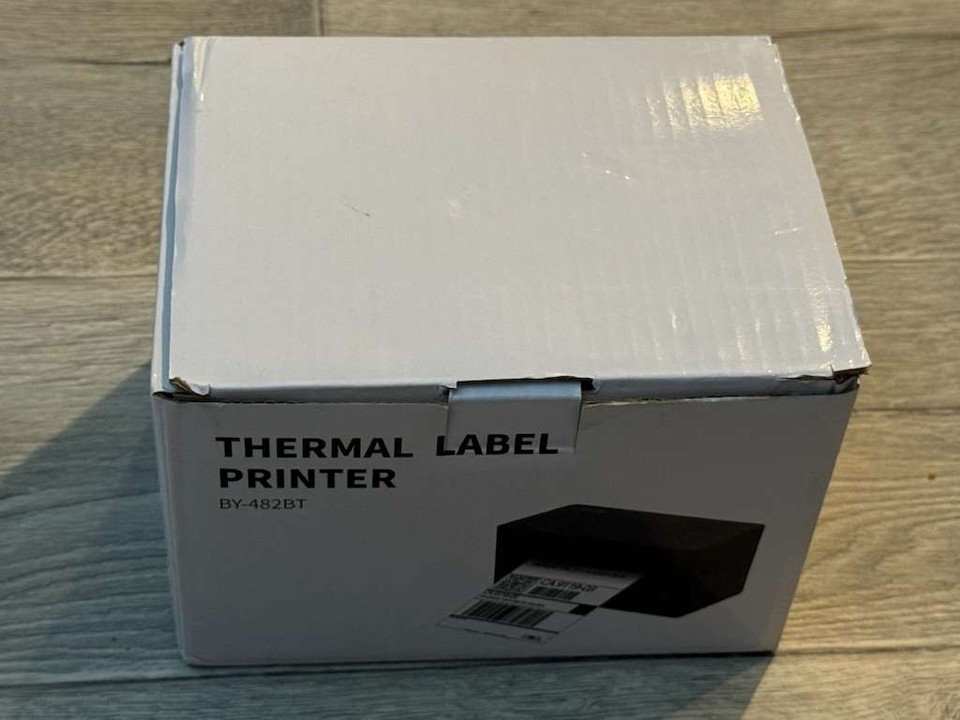 THERMAL LABEL
PRINTER
BY-482BT